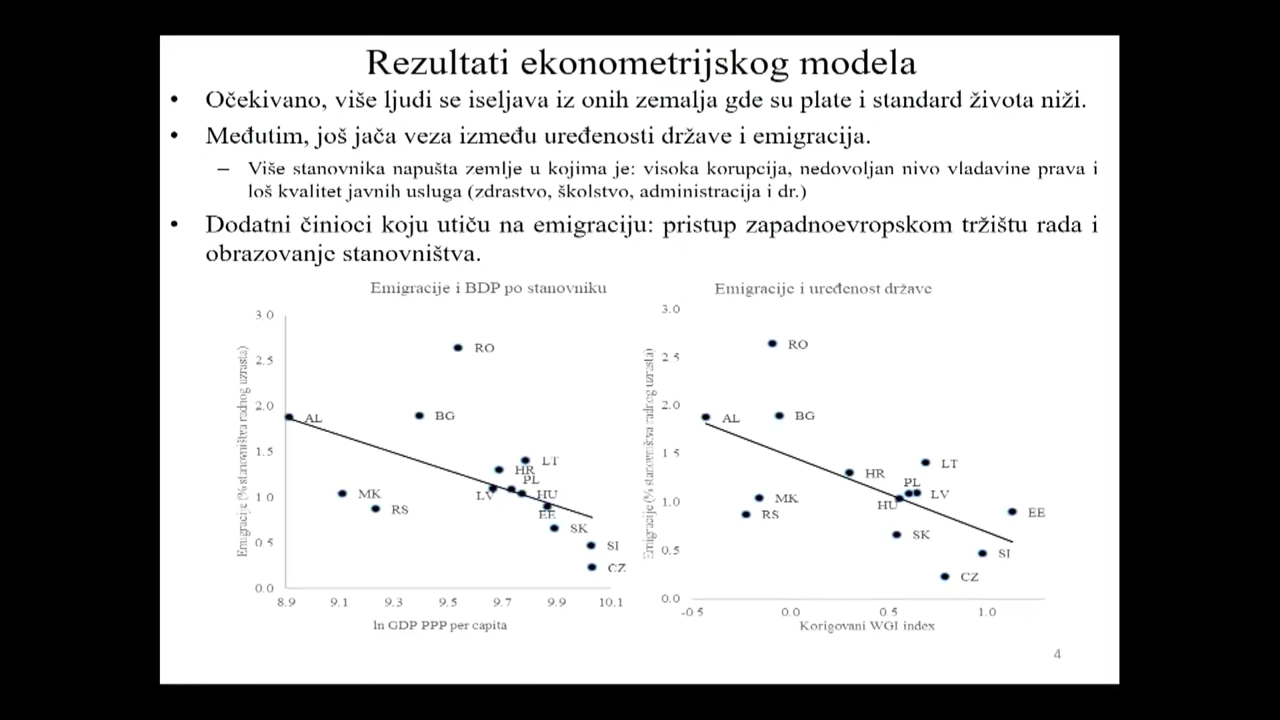 Rezultati ekonometrijskog modela
• Očekivano, više ljudi se iseljava iz onih zemalja gde su plate i standard života niži.
• Međutim, još jača veza između uređenosti države i emigracija.
– Više stanovnika napušta zemlje u kojima je: visoka korupcija, nedovoljan nivo vladavine prava i
loš kvalitet javnih usluga (zdrastvo, školstvo, administracija i dr.)
• Dodatni činioci koju utiču na emigraciju: pristup zapadnoevropskom tržištu rada i
obrazovanje stanovništva.
Emigracije i BDP po stanovniku
Emigracije (% stanovništva radnog uzrasta)
3.0
2.5
2.0
1.5
1.0
0.5
0.0
RO
BG
AL
LT
HR
PL
LV
HU
MK
RS
EE
SK
SI
CZ
8.9 9.1 9.3 9.5 9.7 9.9 10.1
ln GDP PPP per capita
Emigracije i uređenost države
Emigracije (% stanovništva radnog uzrasta)
3.0
2.5
2.0
1.5
1.0
0.5
0.0
RO
BG
AL
LT
HR
PL
LV
HU
MK
RS
EE
SK
SI
CZ
-0.5 0.0 0.5 1.0
Korigovani WGI index
4